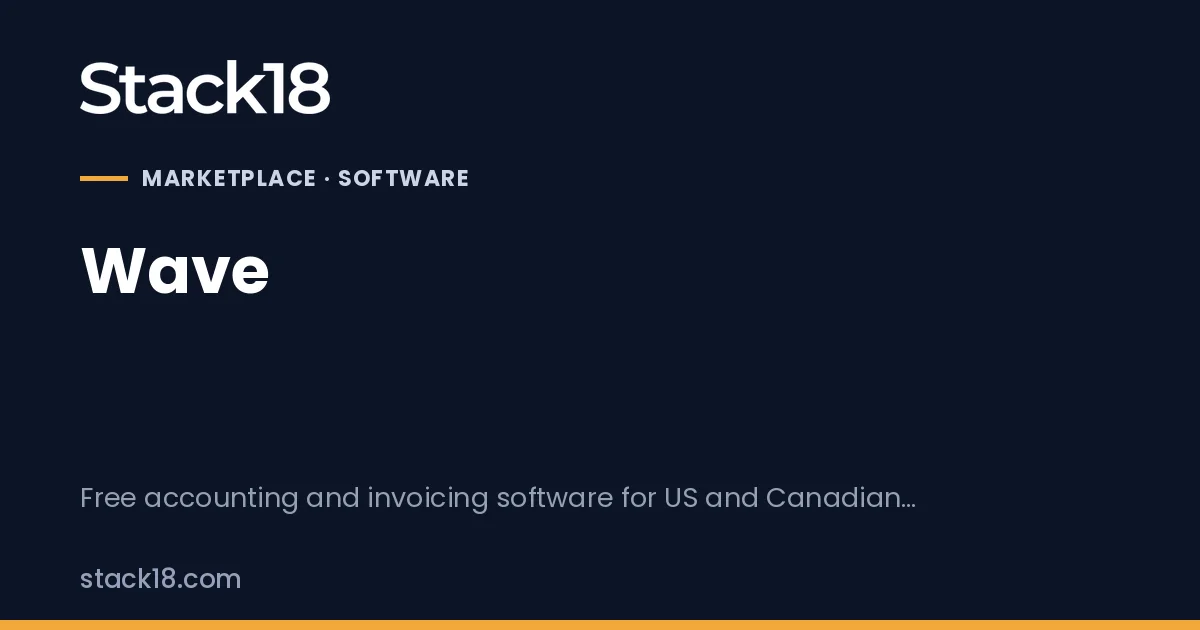 Stack18
MARKETPLACE · SOFTWARE
Wave
Free accounting and invoicing software for US and Canadian…
stack18.com